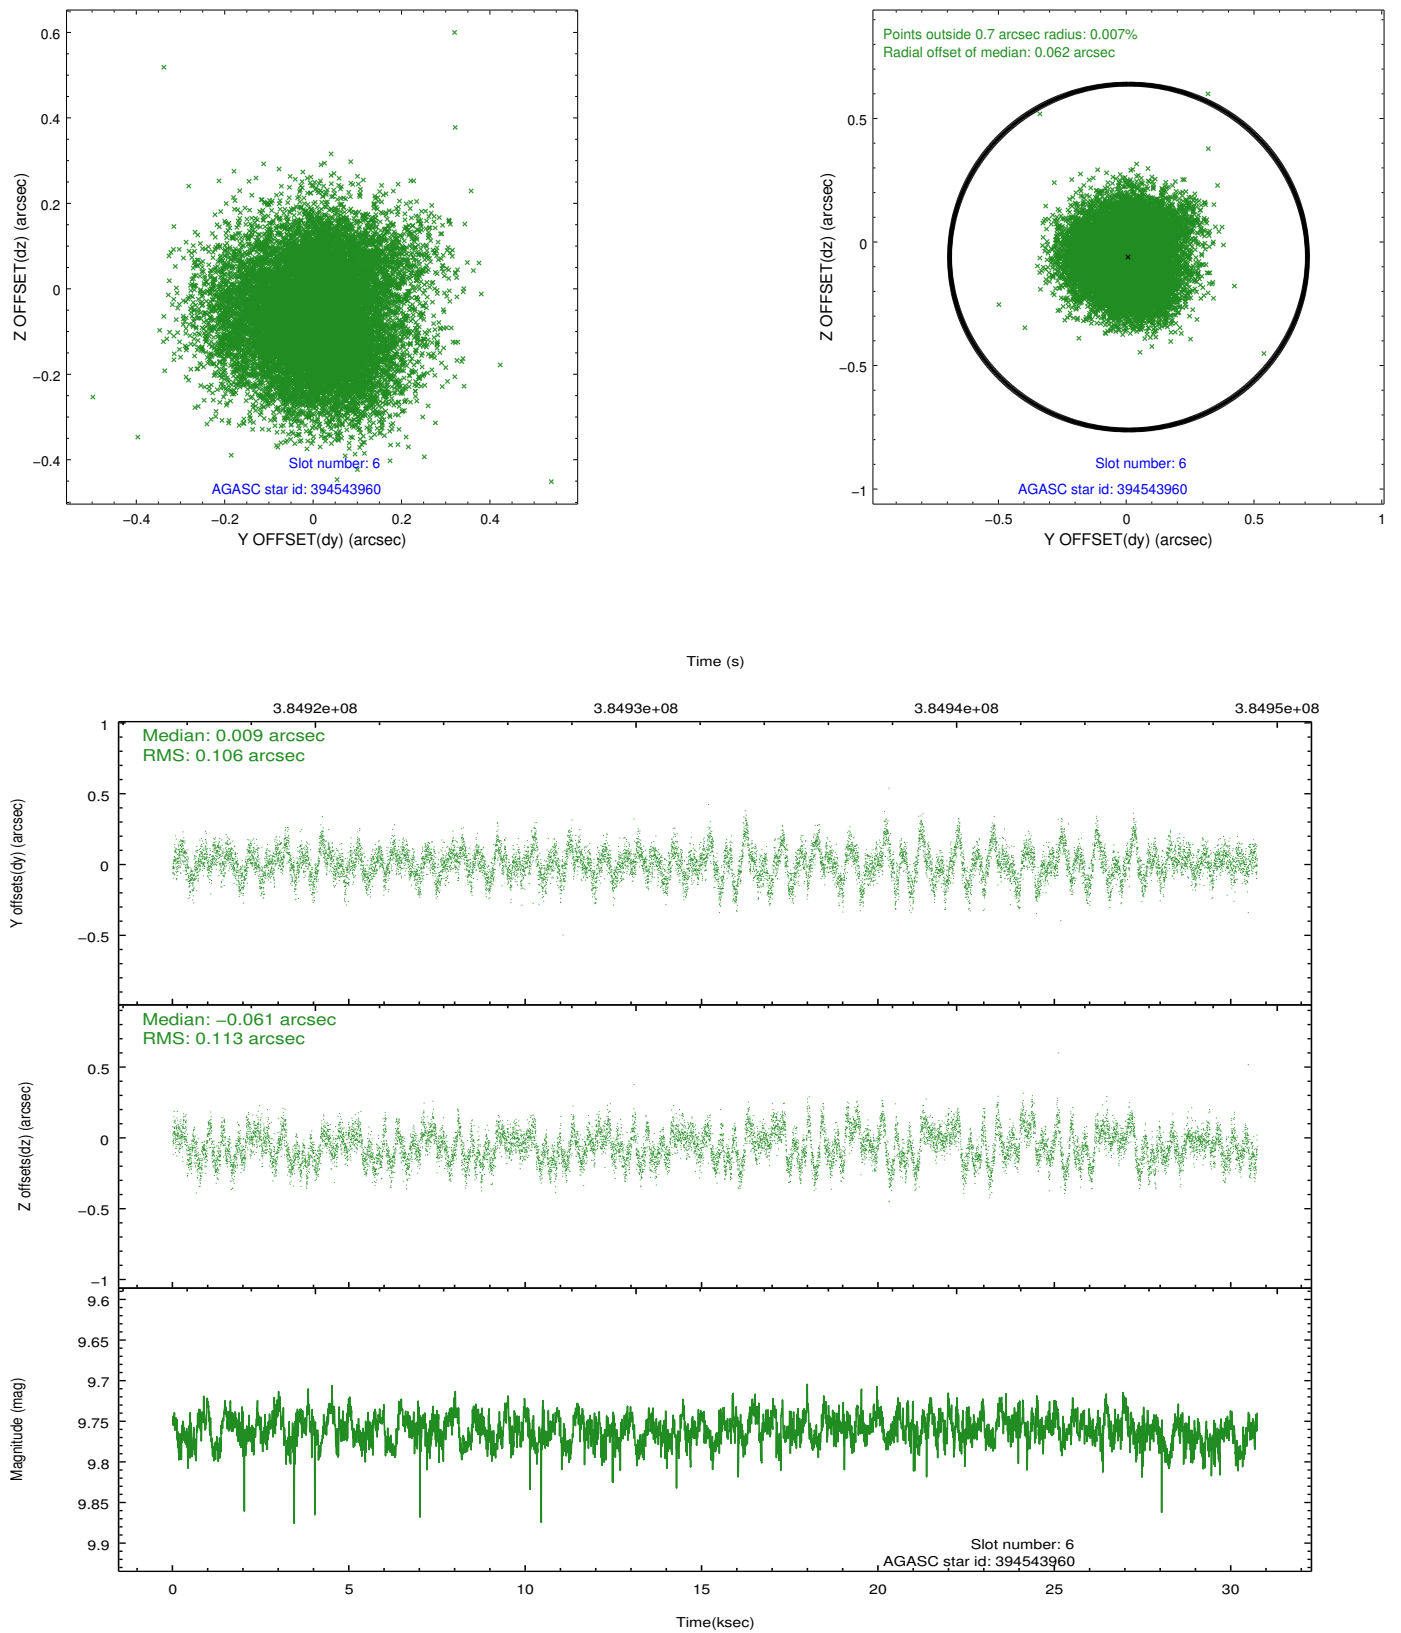 0.6
0.4
0.2
0
−0.2
−0.4
Z OFFSET(dz) (arcsec)
Slot number: 6
AGASC star id: 394543960
−0.4 −0.2 0 0.2 0.4
Y OFFSET(dy) (arcsec)
Points outside 0.7 arcsec radius: 0.007%
Radial offset of median: 0.062 arcsec
0.5
0
−0.5
−1
Z OFFSET(dz) (arcsec)
Slot number: 6
AGASC star id: 394543960
−0.5 0 0.5 1
Y OFFSET(dy) (arcsec)
Time (s)
3.8492e+08 3.8493e+08 3.8494e+08 3.8495e+08
Median: 0.009 arcsec
RMS: 0.106 arcsec
1
0.5
0
−0.5
Y offsets(dy) (arcsec)
Median: −0.061 arcsec
RMS: 0.113 arcsec
0.5
0
−0.5
−1
Z offsets(dz) (arcsec)
9.6
9.65
9.7
9.75
9.8
9.85
9.9
Magnitude (mag)
Slot number: 6
AGASC star id: 394543960
0 5 10 15 20 25 30
Time(ksec)